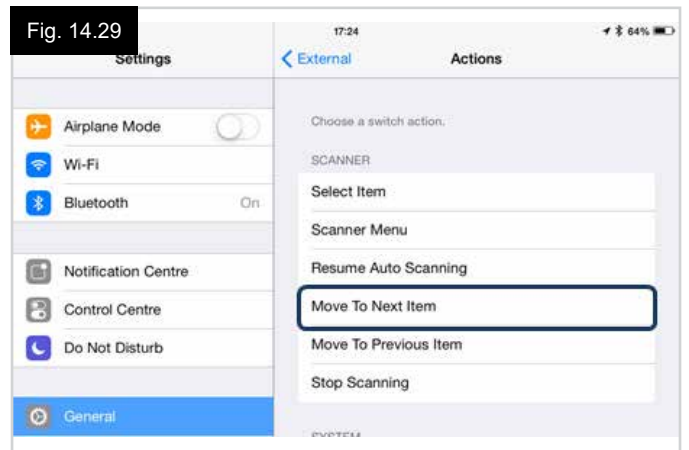 Fig. 14.29
17:24
64%
Settings
External
Actions
Airplane Mode
Wi-Fi
Bluetooth On
Notification Centre
Control Centre
Do Not Disturb
General
Choose a switch action.
SCANNER
Select Item
Scanner Menu
Resume Auto Scanning
Move To Next Item
Move To Previous Item
Stop Scanning
SYSTEM